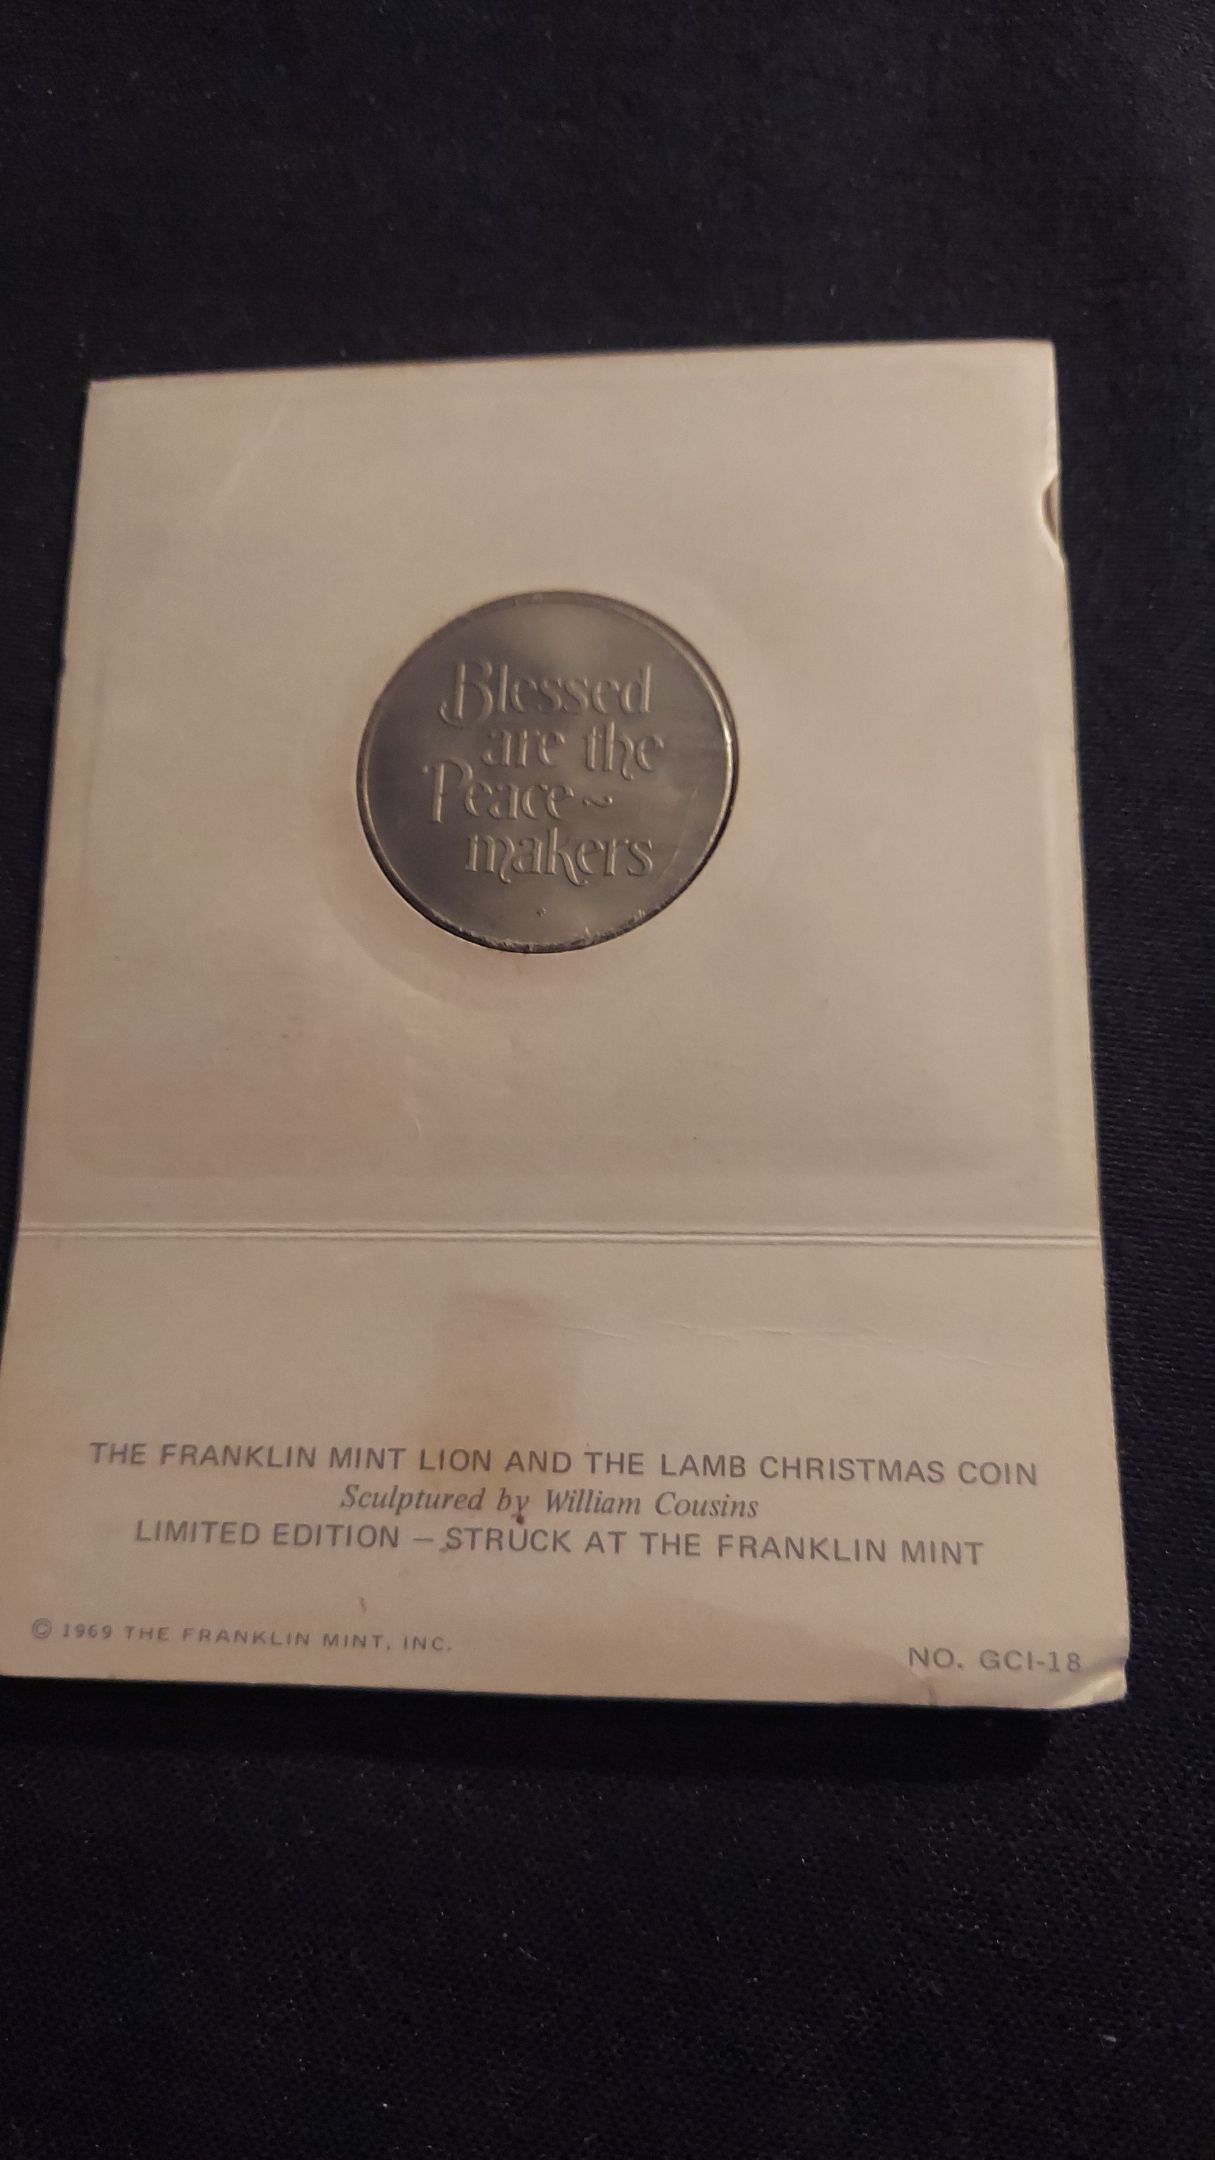 Blessed
are the
Peace~
makers
THE FRANKLIN MINT LION AND THE LAMB CHRISTMAS COIN
Sculptured by William Cousins
LIMITED EDITION – STRUCK AT THE FRANKLIN MINT
© 1969 THE FRANKLIN MINT, INC.
NO. GCI-18